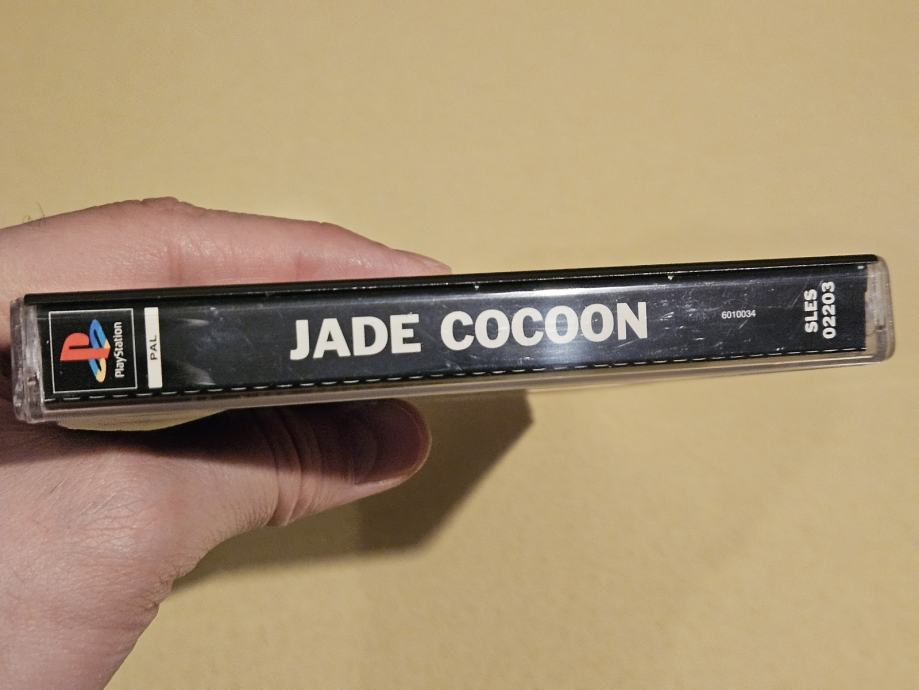 PlayStation
PAL
JADE COCOON
6010034
SLES
02203